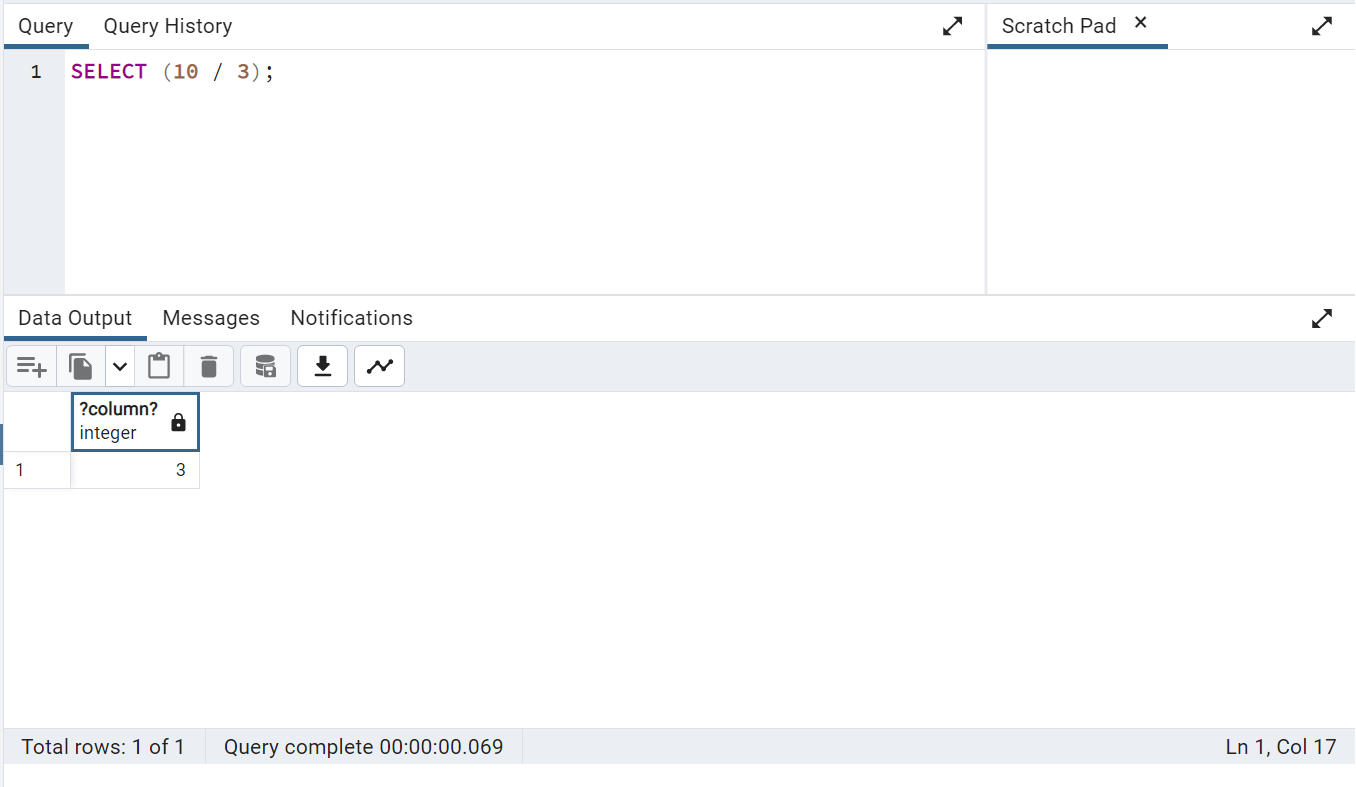 Query Query History Scratch Pad ×
1 SELECT (10 / 3);
Data Output Messages Notifications
?column?
integer
1 3
Total rows: 1 of 1 Query complete 00:00:00.069 Ln 1, Col 17